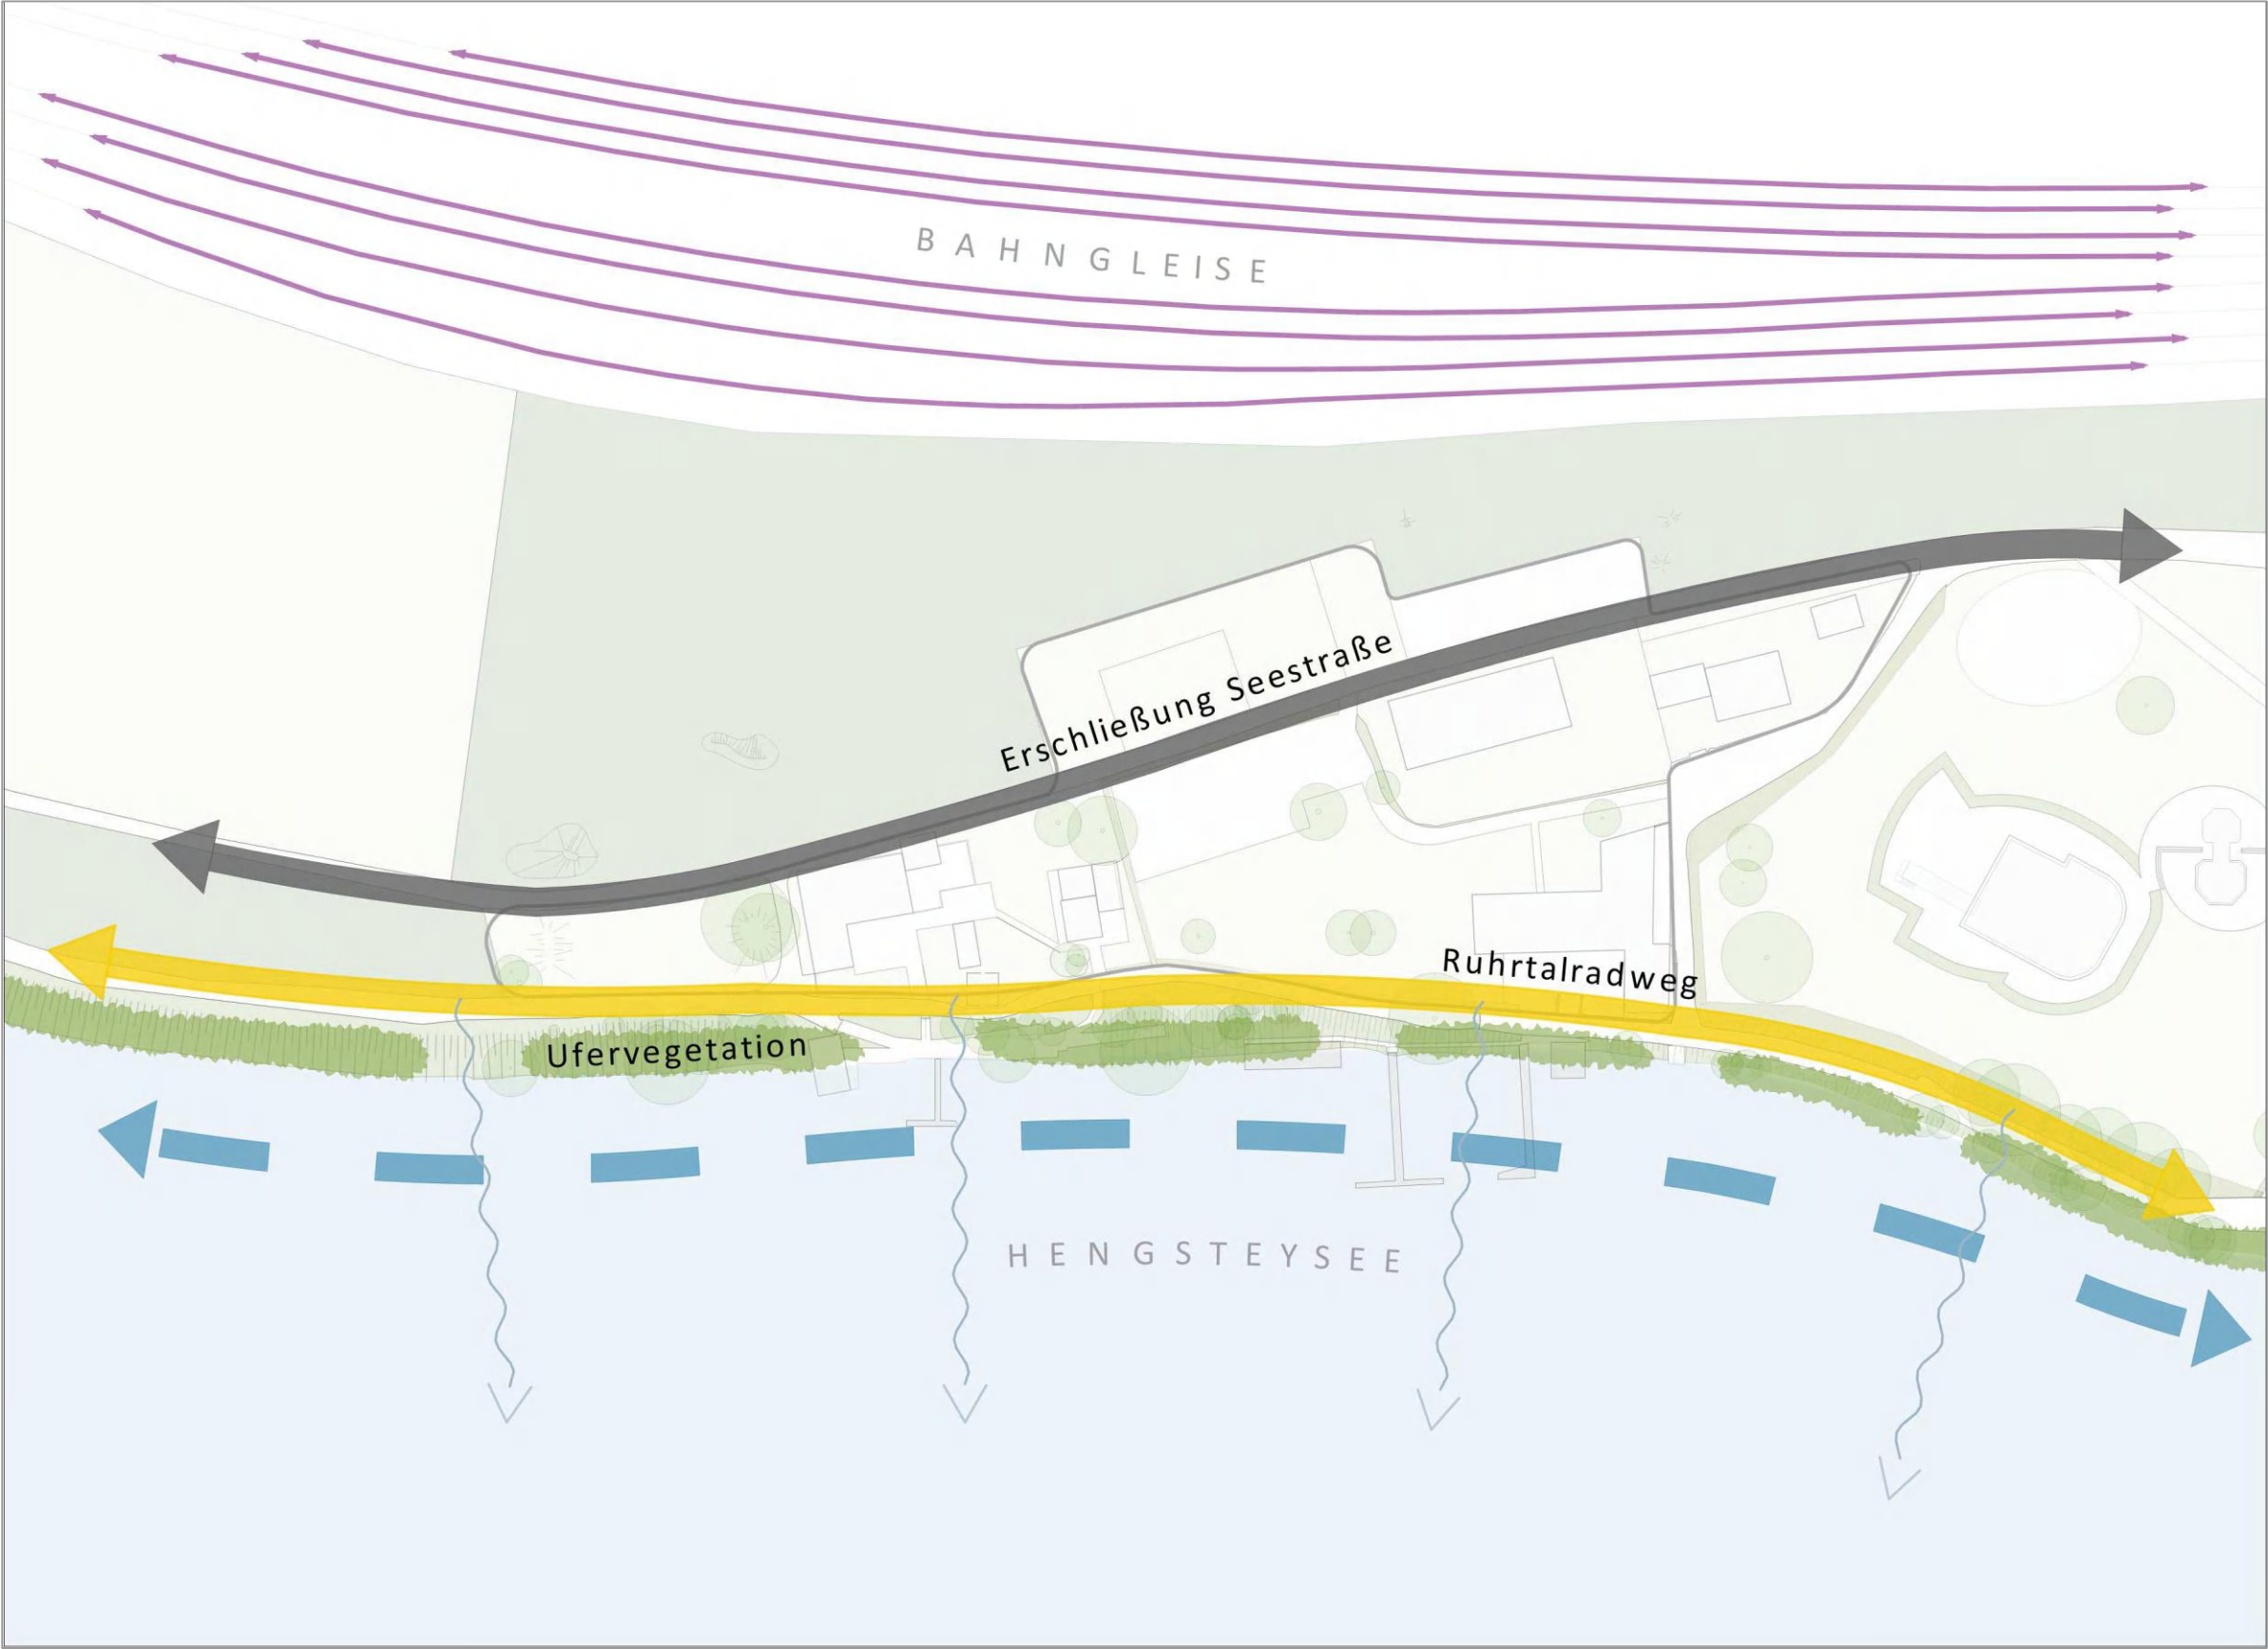 BAHNGLEISE
Erschließung Seestraße
Ruhrtalradweg
Ufervegetation
HENGSTEYSEE